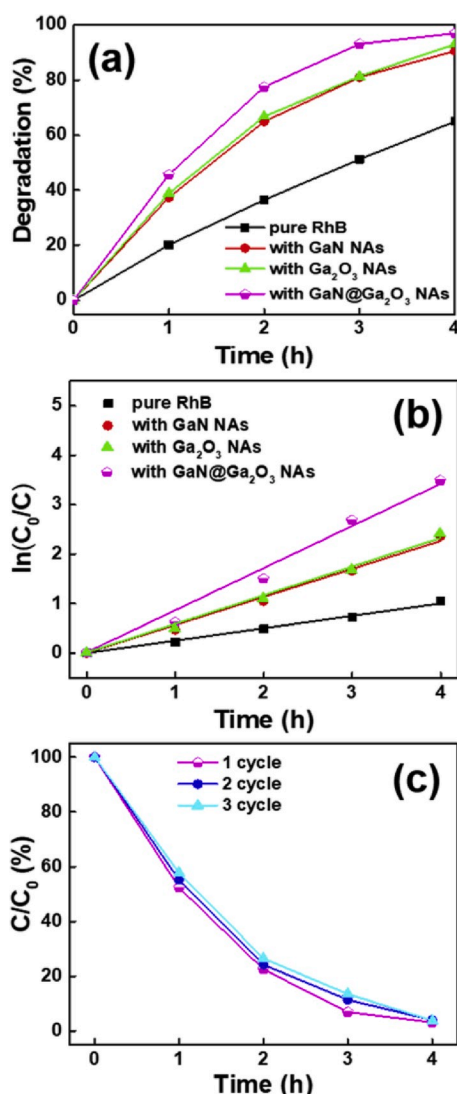 100
(a)
80
60
40
20
0
Degradation (%)
pure RhB
with GaN NAs
with Ga₂O₃ NAs
with GaN@Ga₂O₃ NAs
0 1 2 3 4
Time (h)
5
4
3
2
1
0
ln(C₀/C)
pure RhB
with GaN NAs
with Ga₂O₃ NAs
with GaN@Ga₂O₃ NAs
(b)
0 1 2 3 4
Time (h)
100
80
60
40
20
0
C/C₀ (%)
1 cycle
2 cycle
3 cycle
(c)
0 1 2 3 4
Time (h)